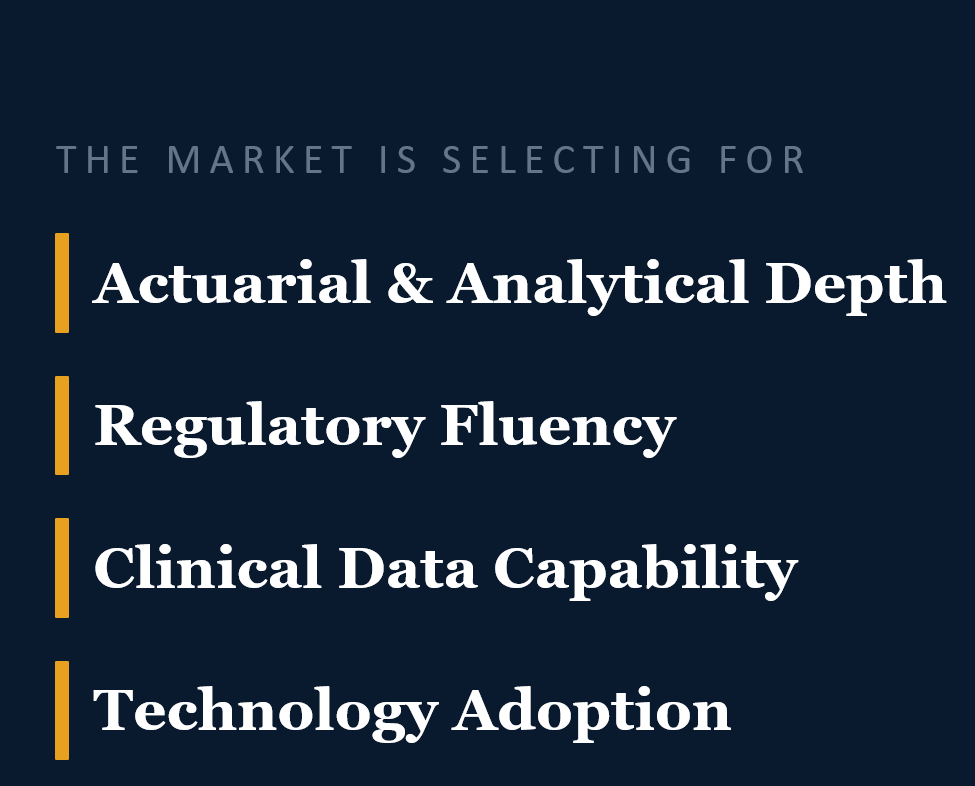 THE MARKET IS SELECTING FOR
Actuarial & Analytical Depth
Regulatory Fluency
Clinical Data Capability
Technology Adoption